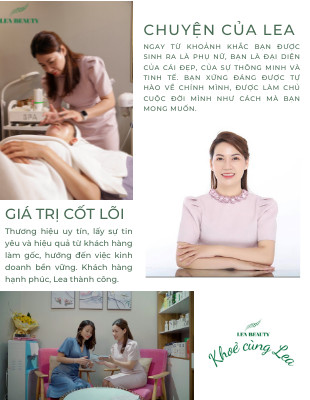 LEA BEAUTY
SPA
CHUYỆN CỦA LEA
NGAY TỪ KHOẢNH KHẮC BẠN ĐƯỢC
SINH RA LÀ PHỤ NỮ, BẠN LÀ ĐẠI DIỆN
CỦA CÁI ĐẸP, CỦA SỰ THÔNG MINH VÀ
TINH TẾ. BẠN XỨNG ĐÁNG ĐƯỢC TỰ
HÀO VỀ CHÍNH MÌNH, ĐƯỢC LÀM CHỦ
CUỘC ĐỜI MÌNH NHƯ CÁCH MÀ BẠN
MONG MUỐN.
GIÁ TRỊ CỐT LÕI
Thương hiệu uy tín, lấy sự tin
yêu và hiệu quả từ khách hàng
làm gốc, hướng đến việc kinh
doanh bền vững. Khách hàng
hạnh phúc, Lea thành công.
LEA BEAUTY
Khoẻ cùng Lea